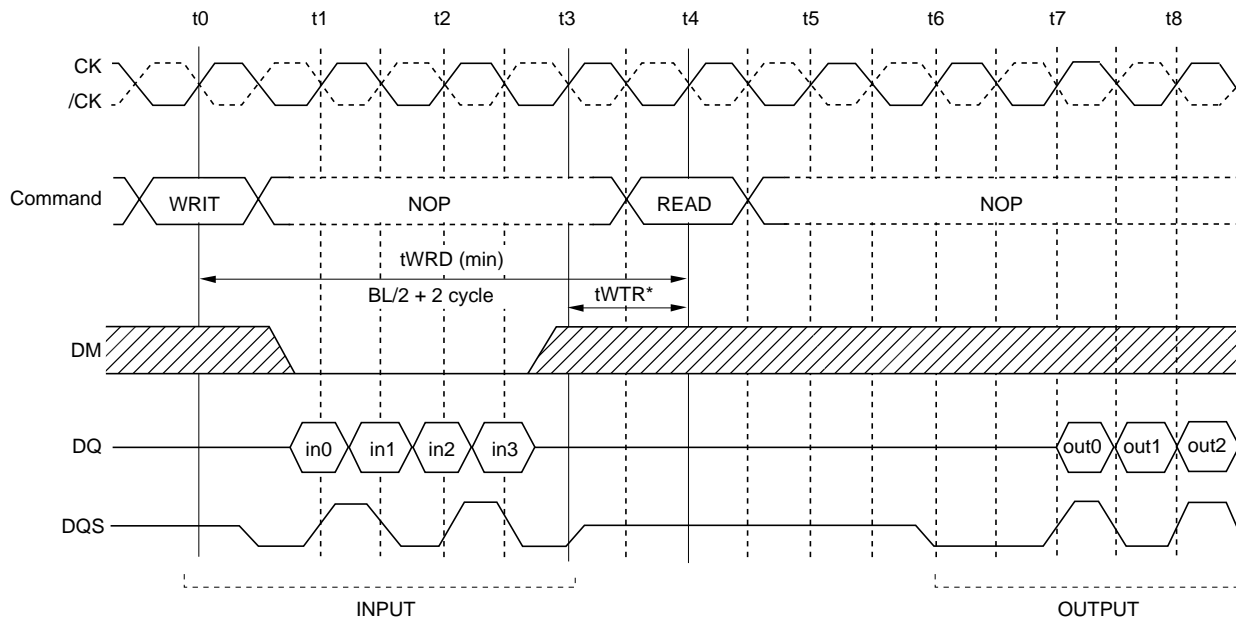 t0 t1 t2 t3 t4 t5 t6 t7 t8
CK
/CK
Command WRIT NOP READ NOP
tWRD (min)
BL/2 + 2 cycle
tWTR*
DM
DQ in0 in1 in2 in3 out0 out1 out2
DQS
INPUT OUTPUT